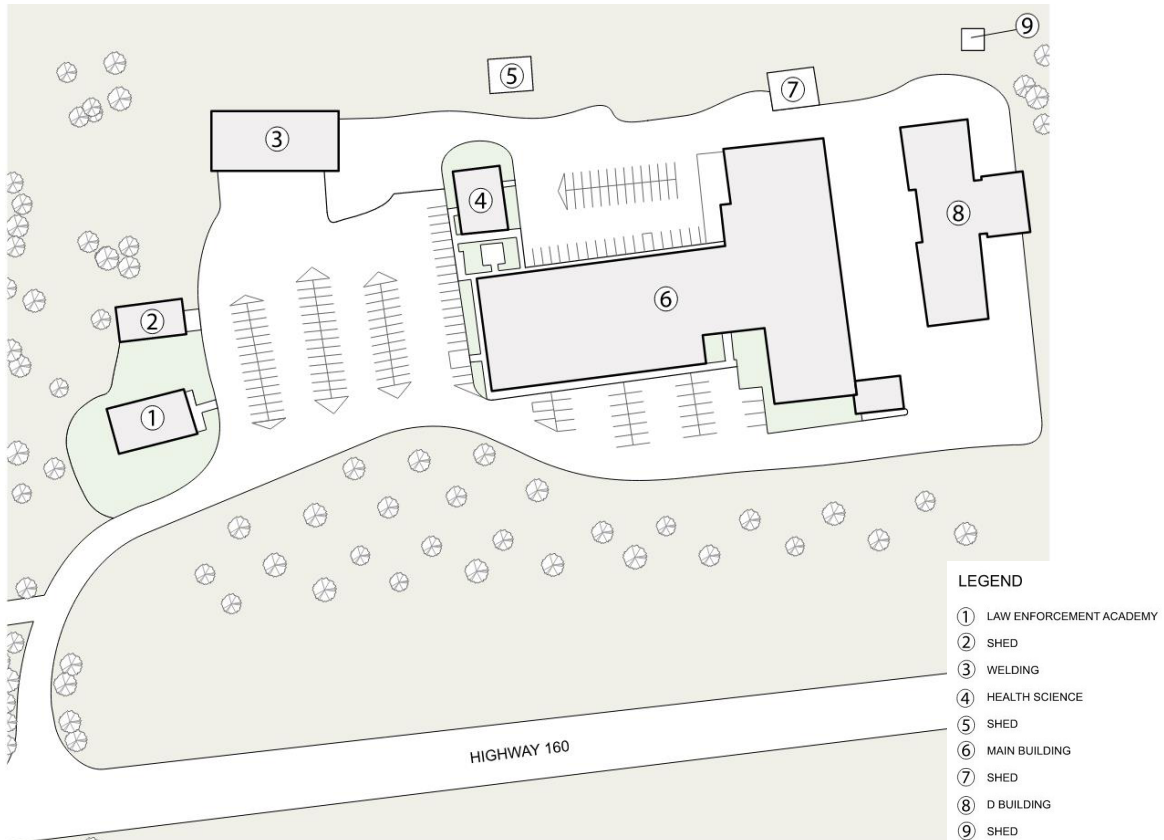 9
5
7
3
4
8
6
2
1
HIGHWAY 160
LEGEND
1 LAW ENFORCEMENT ACADEMY
2 SHED
3 WELDING
4 HEALTH SCIENCE
5 SHED
6 MAIN BUILDING
7 SHED
8 D BUILDING
9 SHED